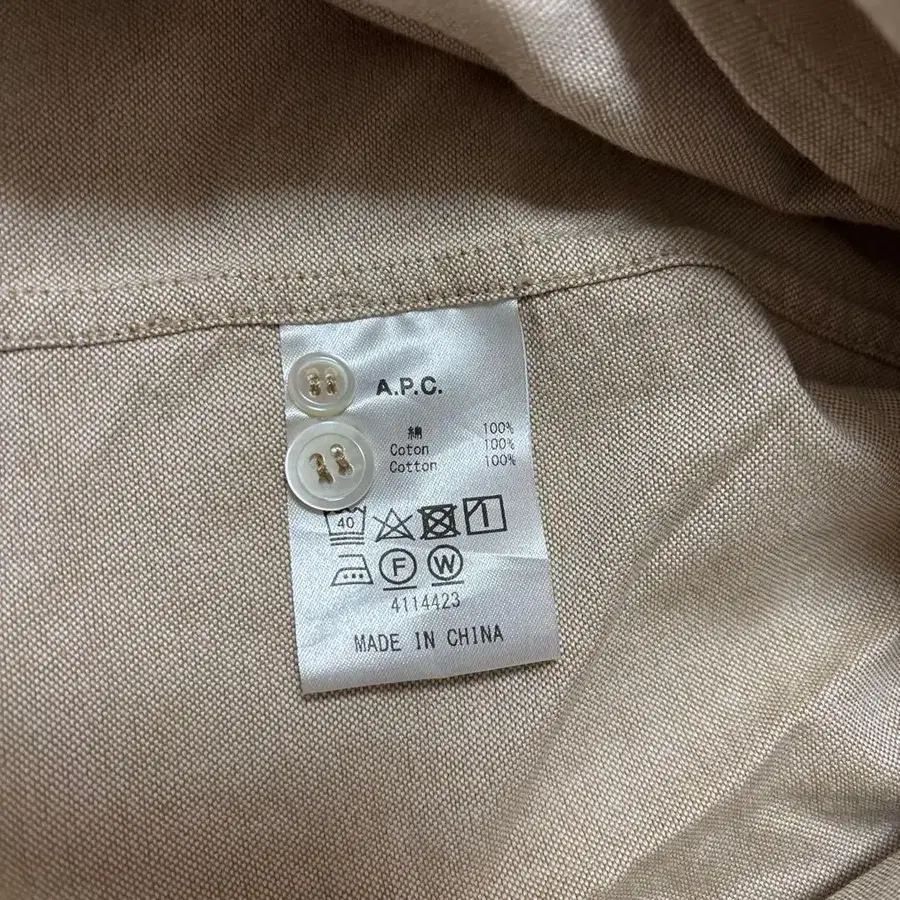 A.P.C.
綿 100%
Coton 100%
Cotton 100%
40
F W
4114423
MADE IN CHINA